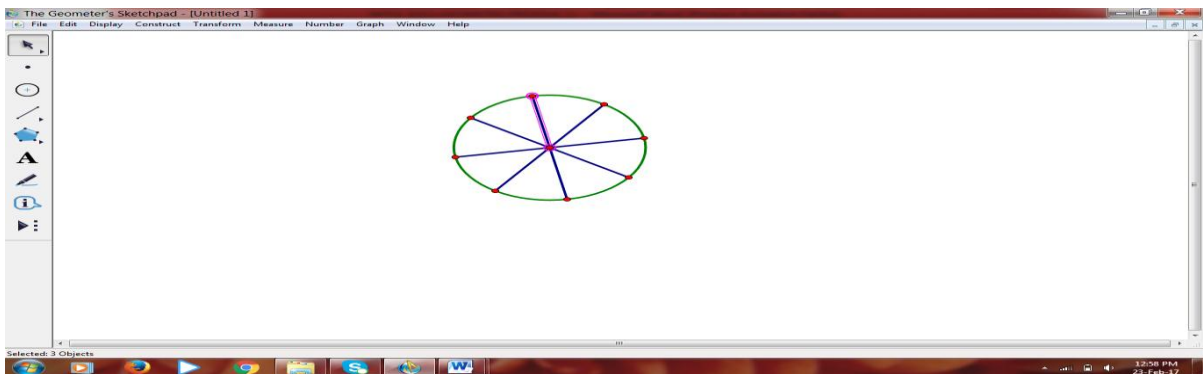 The Geometer's Sketchpad - [Untitled 1]
File Edit Display Construct Transform Measure Number Graph Window Help
A
i
Selected: 3 Objects
S
W
12:58 PM
23-Feb-17